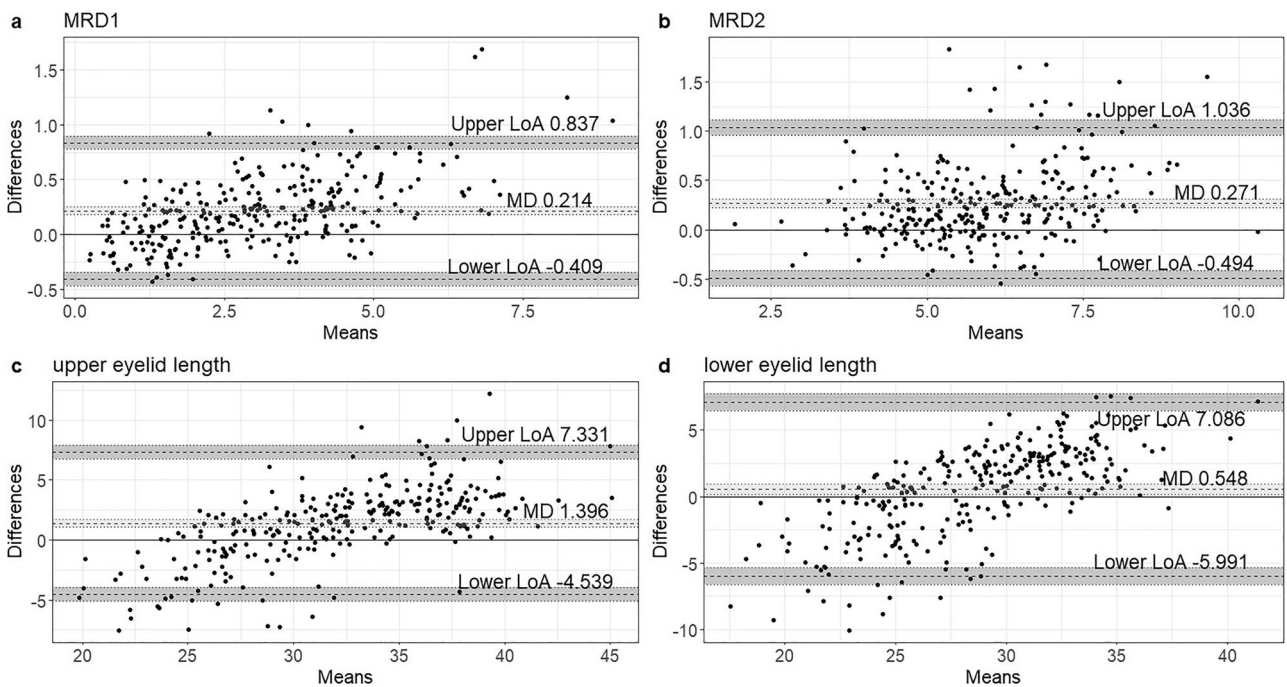 a MRD1
Differences
1.5
1.0
0.5
0.0
-0.5
Upper LoA 0.837
MD 0.214
Lower LoA -0.409
0.0 2.5 5.0 7.5
Means
b MRD2
Differences
1.5
1.0
0.5
0.0
-0.5
Upper LoA 1.036
MD 0.271
Lower LoA -0.494
2.5 5.0 7.5 10.0
Means
c upper eyelid length
Differences
10
5
0
-5
Upper LoA 7.331
MD 1.396
Lower LoA -4.539
20 25 30 35 40 45
Means
d lower eyelid length
Differences
5
0
-5
-10
Upper LoA 7.086
MD 0.548
Lower LoA -5.991
20 25 30 35 40
Means